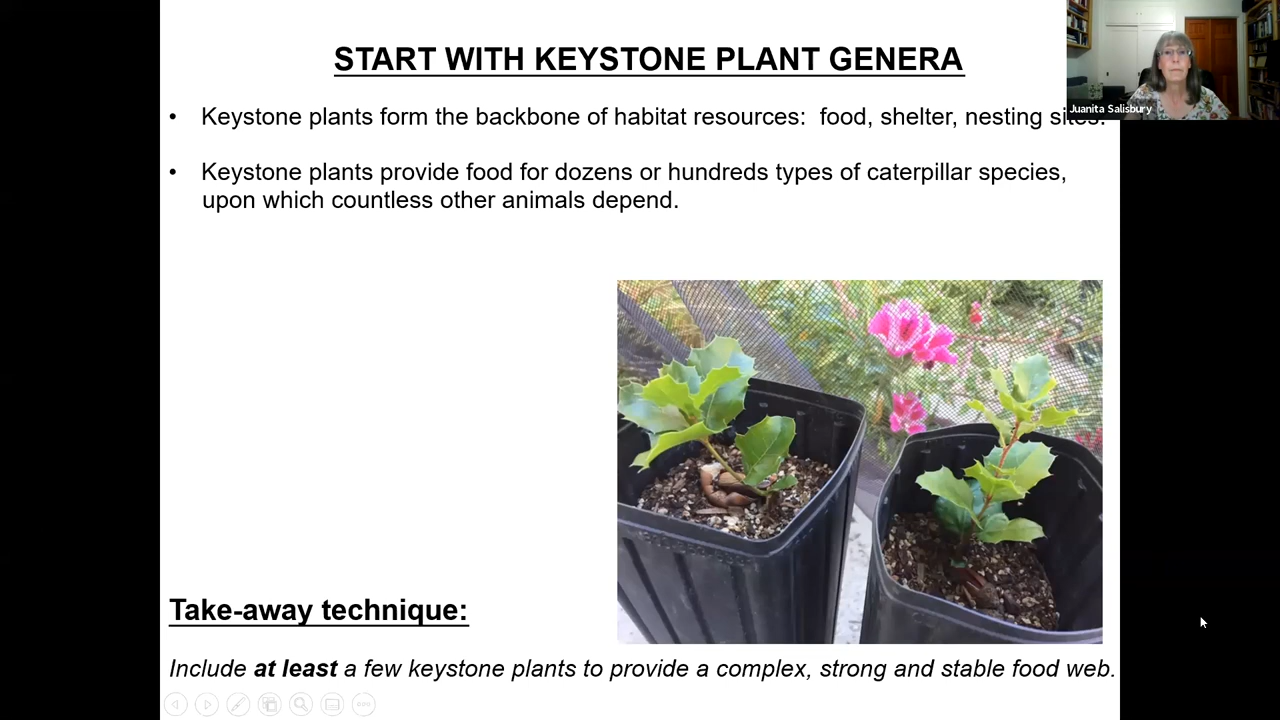 START WITH KEYSTONE PLANT GENERA
• Keystone plants form the backbone of habitat resources:  food, shelter, nesting sites.
Juanita Salisbury
• Keystone plants provide food for dozens or hundreds types of caterpillar species,
upon which countless other animals depend.
Take-away technique:
Include at least a few keystone plants to provide a complex, strong and stable food web.